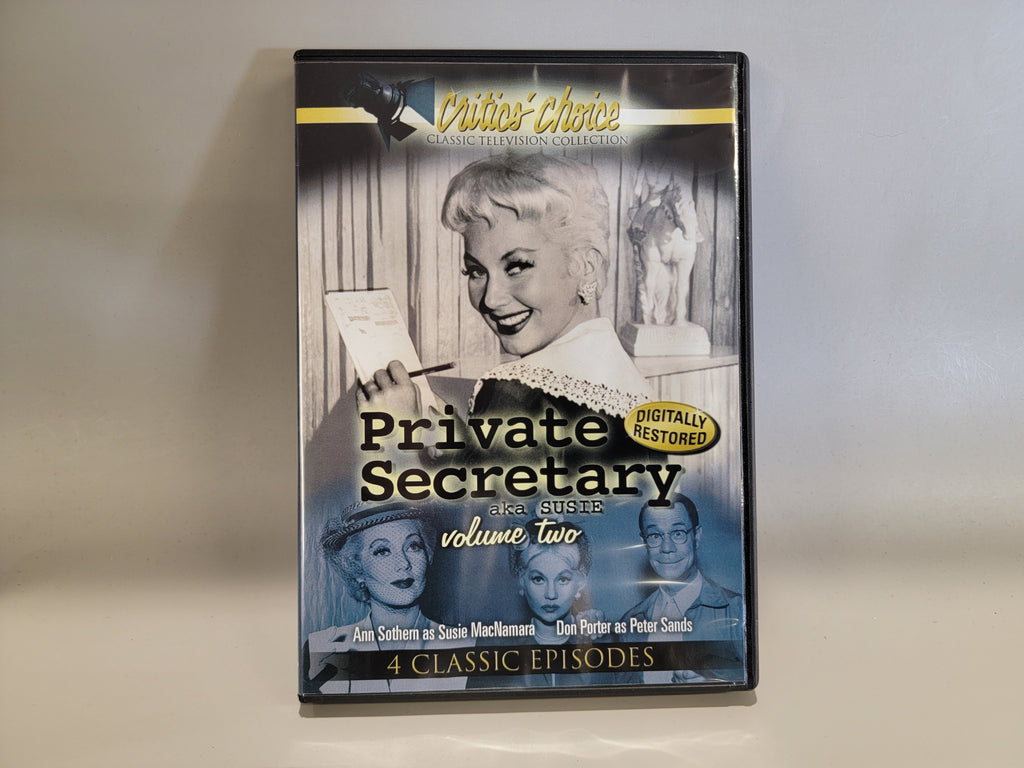 Critics' Choice
CLASSIC TELEVISION COLLECTION
Private
Secretary
DIGITALLY
RESTORED
aka SUSIE
volume two
Ann Sothern as Susie MacNamara Don Porter as Peter Sands
4 CLASSIC EPISODES